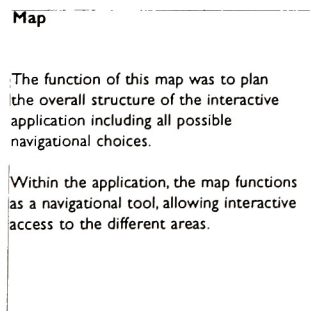 Map
The function of this map was to plan
the overall structure of the interactive
application including all possible
navigational choices.
Within the application, the map functions
as a navigational tool, allowing interactive
access to the different areas.